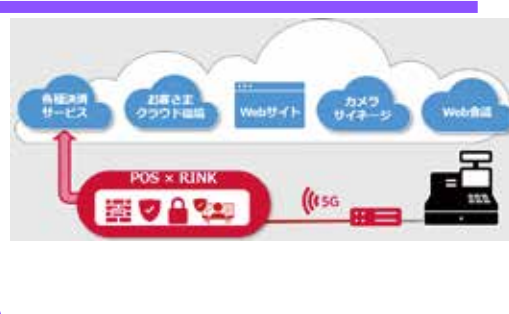 各種決済
サービス
お客さま
クラウド環境
Webサイト
カメラ
サイネージ
Web会議
POS × RINK
5G